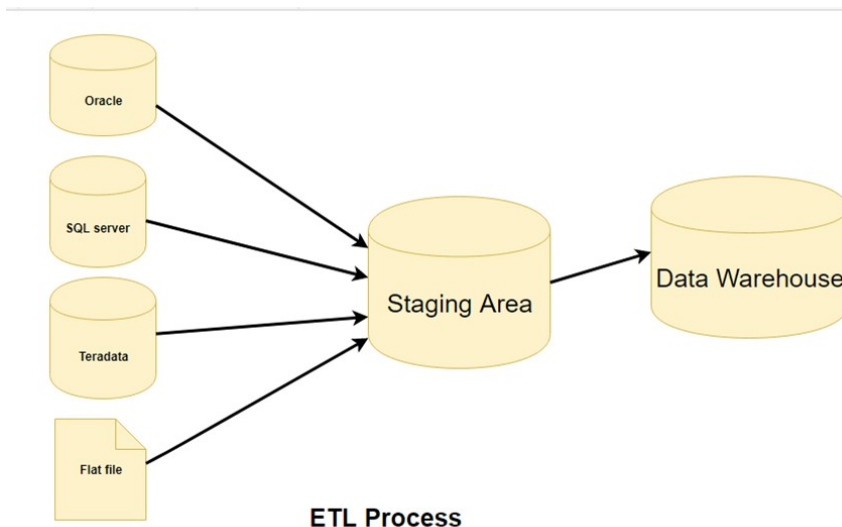 Oracle
SQL server
Teradata
Flat file
Staging Area
Data Warehouse
ETL Process